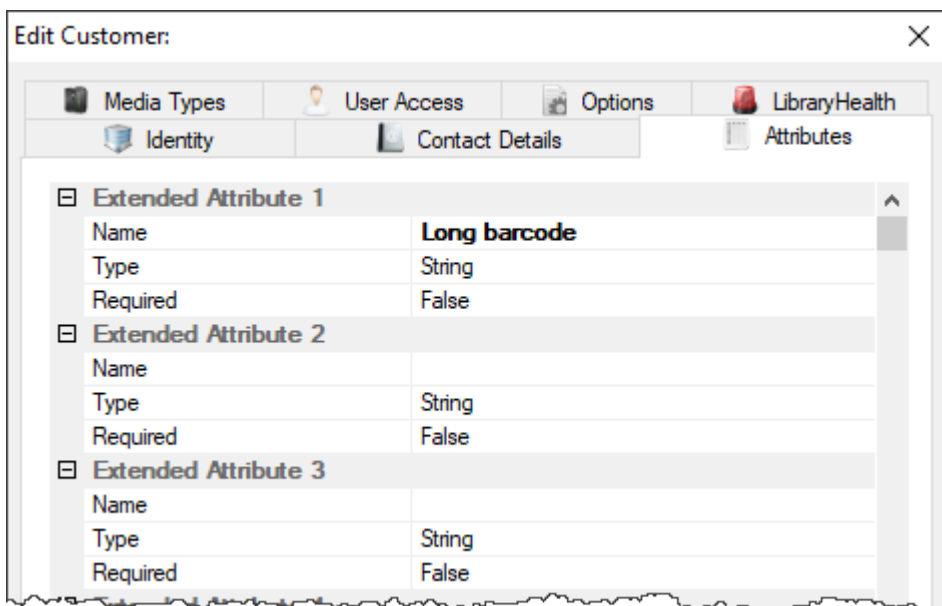 Edit Customer:
Media Types User Access Options LibraryHealth
Identity Contact Details Attributes
Extended Attribute 1
Name Long barcode
Type String
Required False
Extended Attribute 2
Name
Type String
Required False
Extended Attribute 3
Name
Type String
Required False